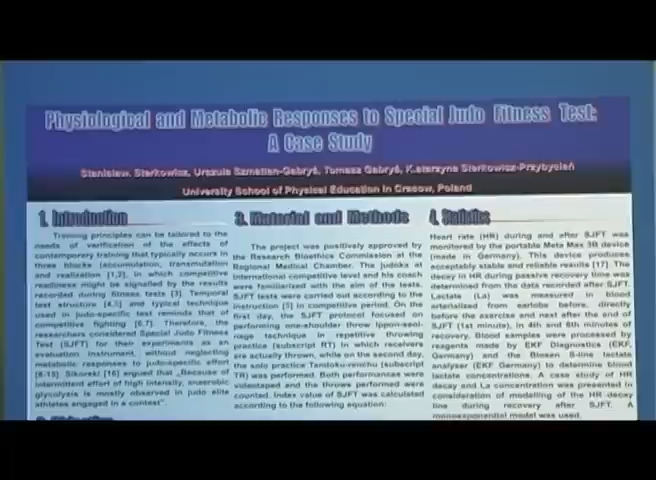 Physiological and Metabolic Responses to Special Judo Fitness Test:
A Case Study
Stanisław Sterkowicz, Urszula Szmatlan-Gabryś, Tomasz Gabryś, Katarzyna Sterkowicz-Przybycień
University School of Physical Education in Cracow, Poland
1. Introduction
Training principles can be tailored to the
needs of verification of the effects of
contemporary training that typically occurs in
three blocks (accumulation, transmutation
and realization [1,2], in which competitive
readiness might be signalled by the results
recorded during fitness tests [3]. Temporal
test structure [4,5] and typical technique
used in judo-specific test reminds that of
competitive fighting [6,7]. Therefore, the
researchers considered Special Judo Fitness
Test (SJFT) for their experiments as an
evaluation instrument, without neglecting
metabolic responses to judo-specific effort
[8-15]. Sikorski [16] argued that „Because of
intermittent effort of high intensity, anaerobic
glycolysis is mostly observed in judo elite
athletes engaged in a contest".
3. Material and Methods
The project was positively approved by
the Research Bioethics Commission at the
Regional Medical Chamber. The judoka at
international competitive level and his coach
were familiarized with the aim of the tests.
SJFT tests were carried out according to the
instruction [5] in competitive period. On the
first day, the SJFT protocol focused on
performing one-shoulder throw Ippon-seoi-
nage technique in repetitive throwing
practice (subscript RT) in which receivers
are actually thrown, while on the second day,
the solo practice Tandoku-renchu (subscript
TR) was performed. Both performances were
videotaped and the throws performed were
counted. Index value of SJFT was calculated
according to the following equation:
4. Statistics
Heart rate (HR) during and after SJFT was
monitored by the portable Meta Max 3B device
(made in Germany). This device produces
acceptably stable and reliable results [17]. The
decay in HR during passive recovery time was
determined from the data recorded after SJFT.
Lactate (La) was measured in blood
arterialized from earlobe before, directly
before the exercise and next after the end of
SJFT (1st minute), in 4th and 8th minutes of
recovery. Blood samples were processed by
reagents made by EKF Diagnostics (EKF,
Germany) and the Biosen S-line lactate
analyser (EKF Germany) to determine blood
lactate concentrations. A case study of HR
decay and La concentration was presented in
consideration of modelling of the HR decay
line during recovery after SJFT. A
monoexponential model was used.